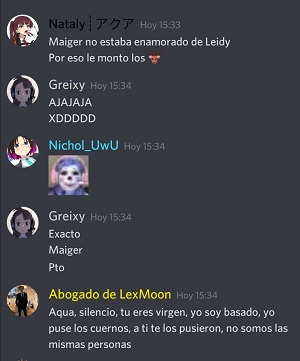 Nataly┊アクア Hoy 15:33
Maiger no estaba enamorado de Leidy
Por eso le monto los
Greixy Hoy 15:34
AJAJAJA
XDDDDD
Nichol_UwU Hoy 15:34
Greixy Hoy 15:34
Exacto
Maiger
Pto
Abogado de LexMoon Hoy 15:34
Aqua, silencio, tu eres virgen, yo soy basado, yo
puse los cuernos, a ti te los pusieron, no somos las
mismas personas